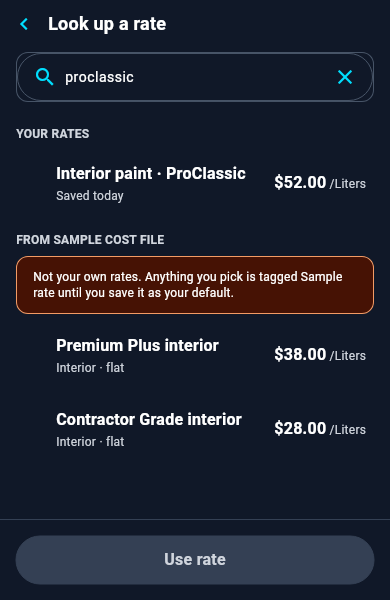 Look up a rate
proclassic
YOUR RATES
Interior paint · ProClassic
$52.00 /Liters
Saved today
FROM SAMPLE COST FILE
Not your own rates. Anything you pick is tagged Sample
rate until you save it as your default.
Premium Plus interior
$38.00 /Liters
Interior · flat
Contractor Grade interior
$28.00 /Liters
Interior · flat
Use rate